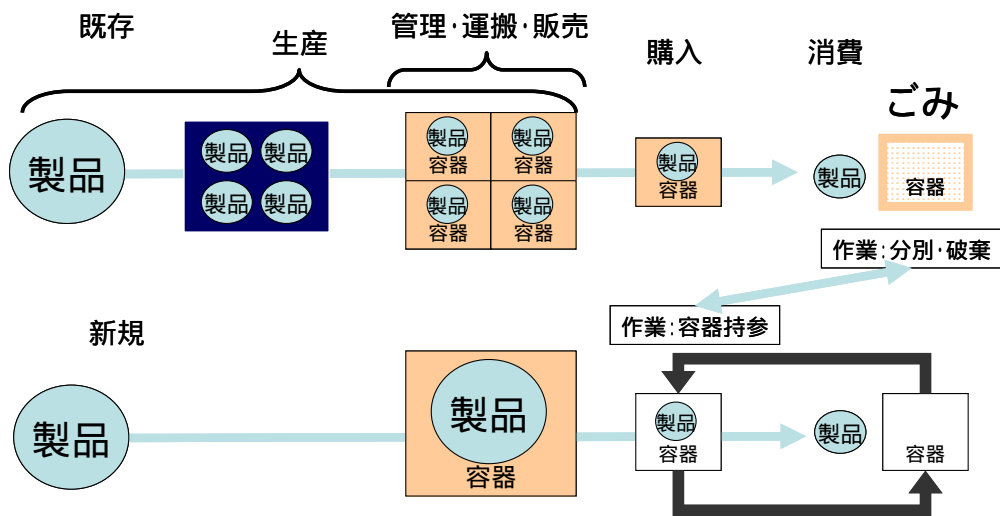 既存
生産
管理・運搬・販売
購入
消費
ごみ
製品
製品
製品
製品
製品
製品
容器
製品
容器
製品
容器
製品
容器
製品
容器
製品
容器
作業:分別・破棄
作業:容器持参
新規
製品
製品
容器
製品
容器
製品
容器